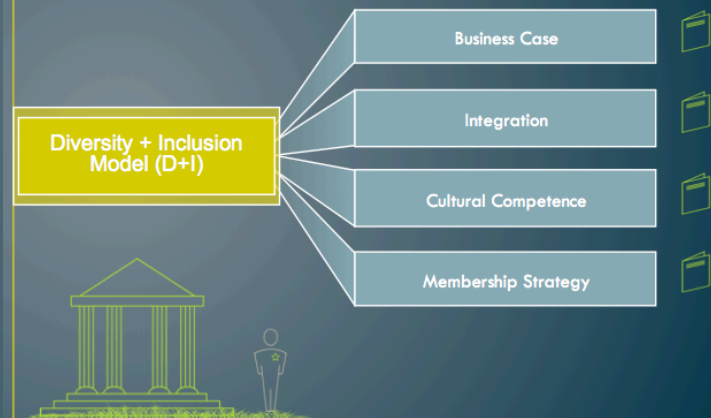 Diversity + Inclusion
Model (D+I)
Business Case
Integration
Cultural Competence
Membership Strategy